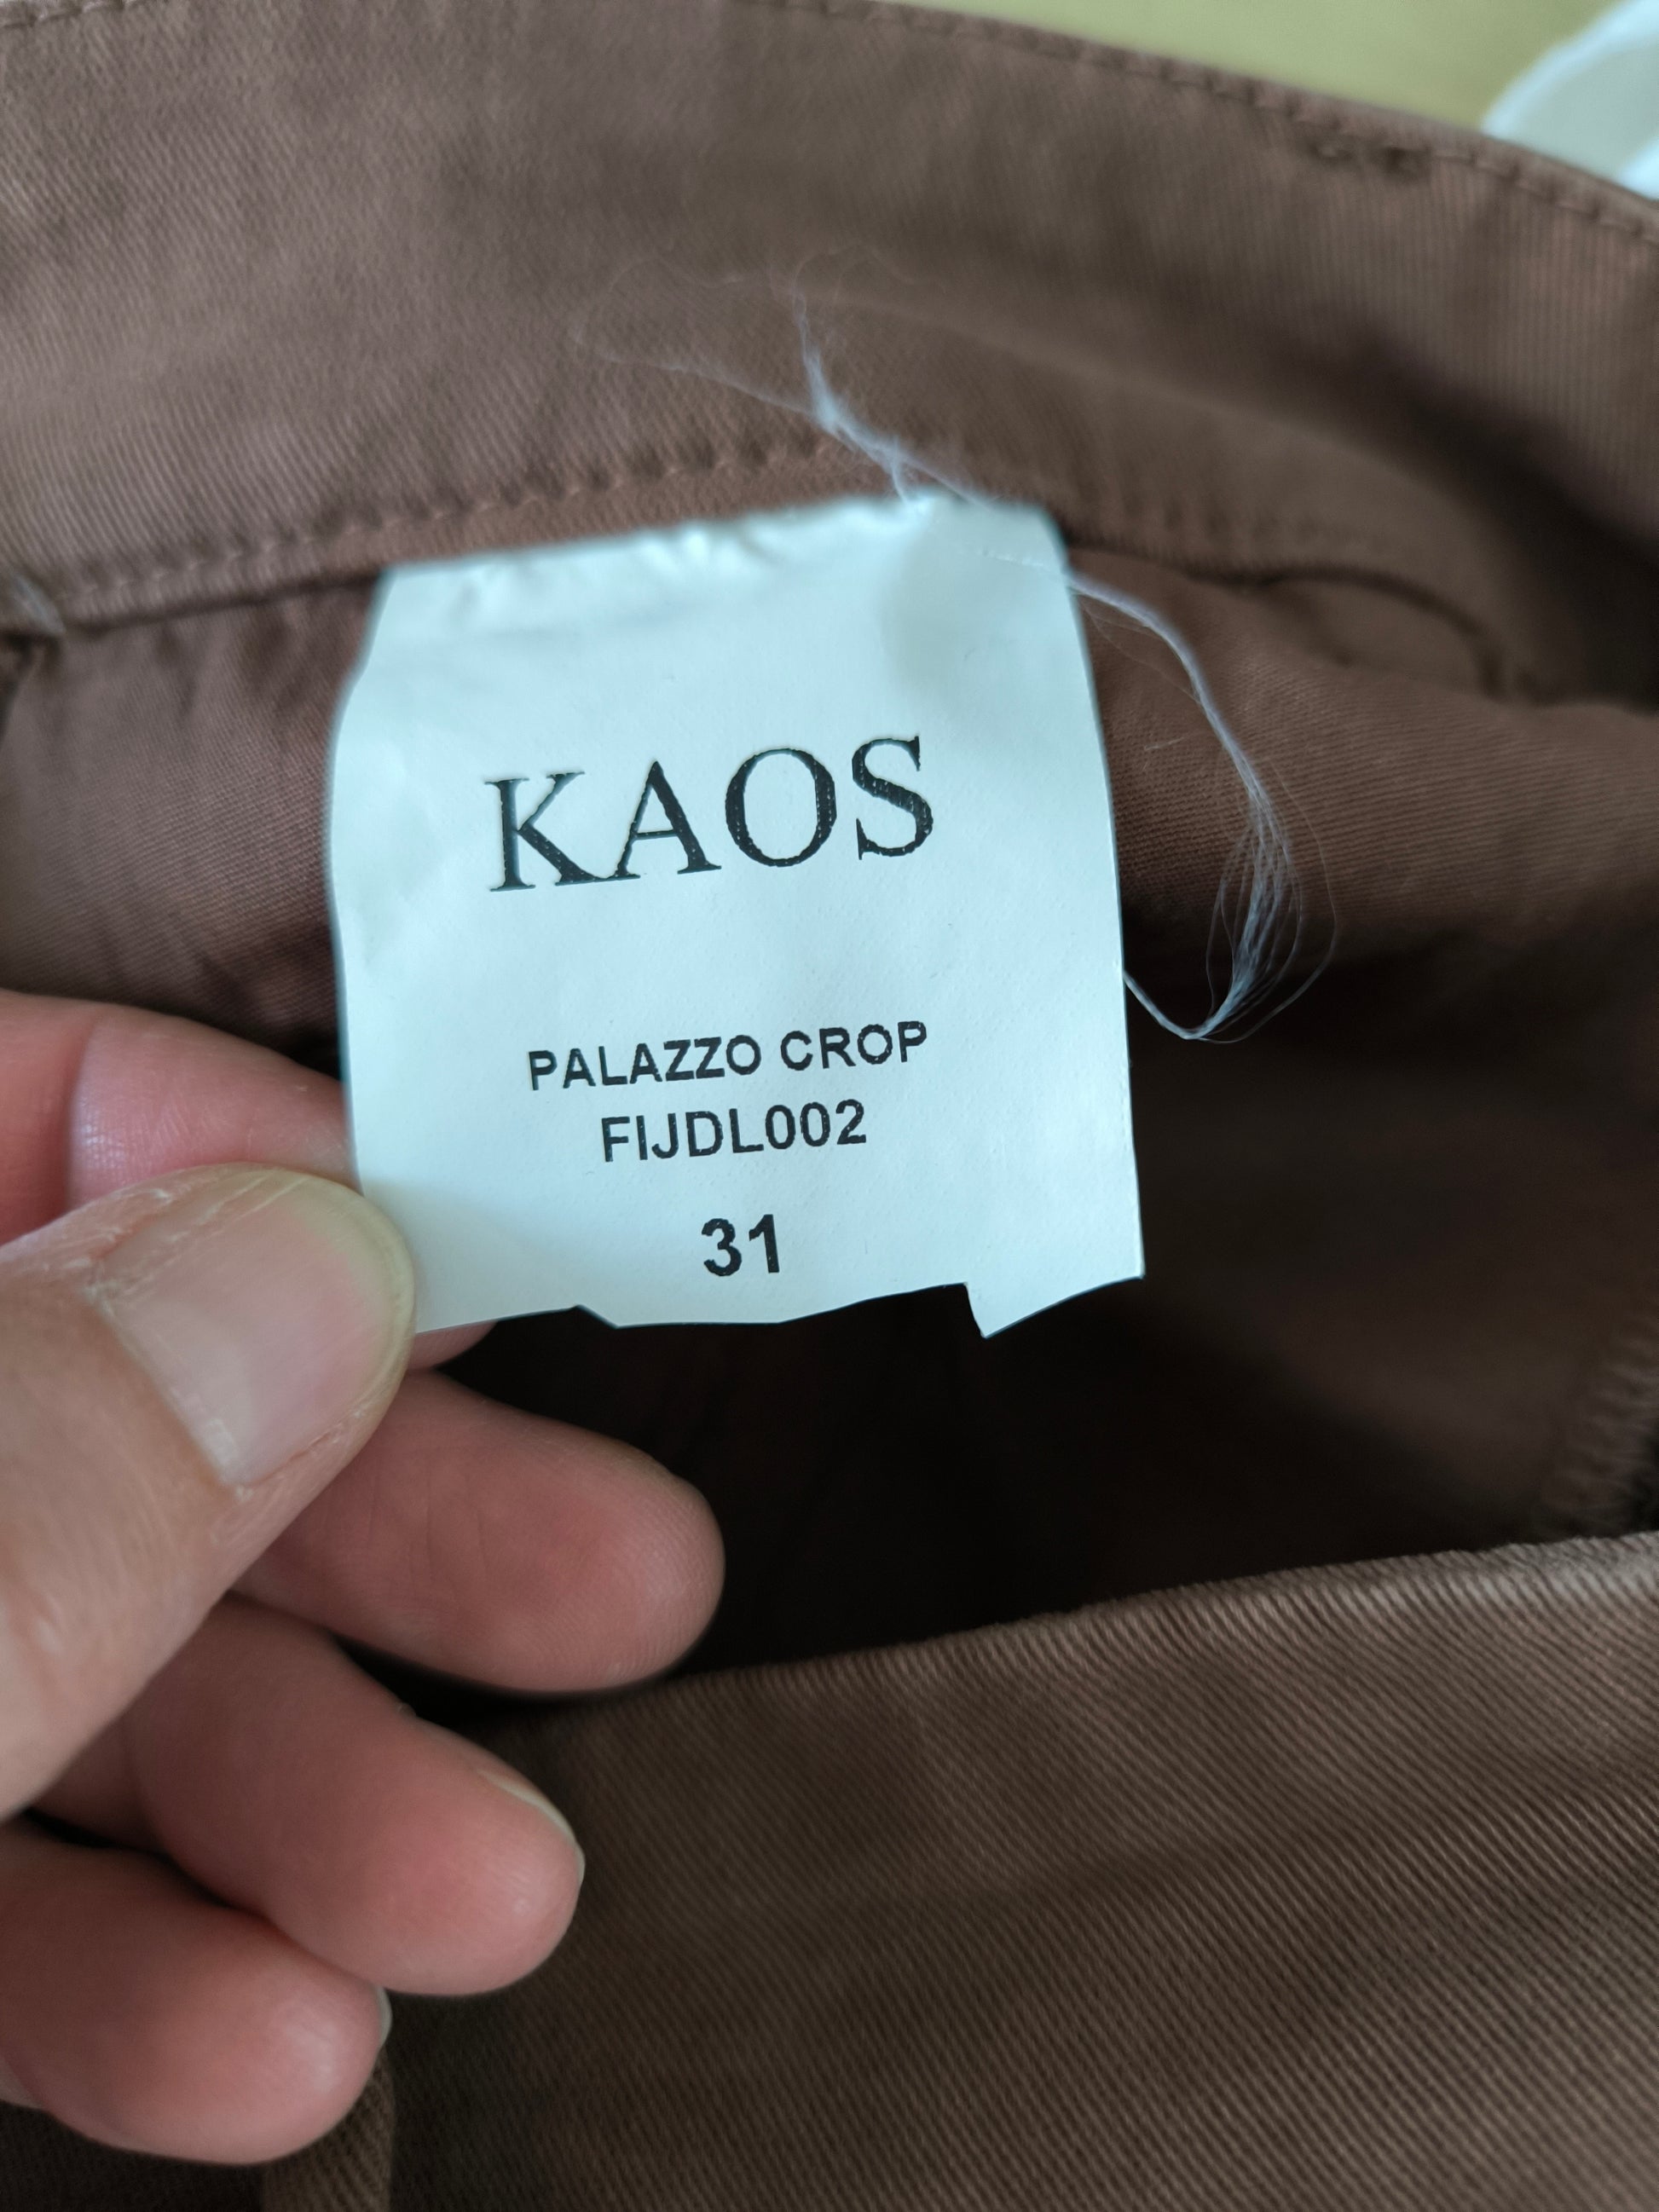 KAOS
PALAZZO CROP
FIJDL002
31